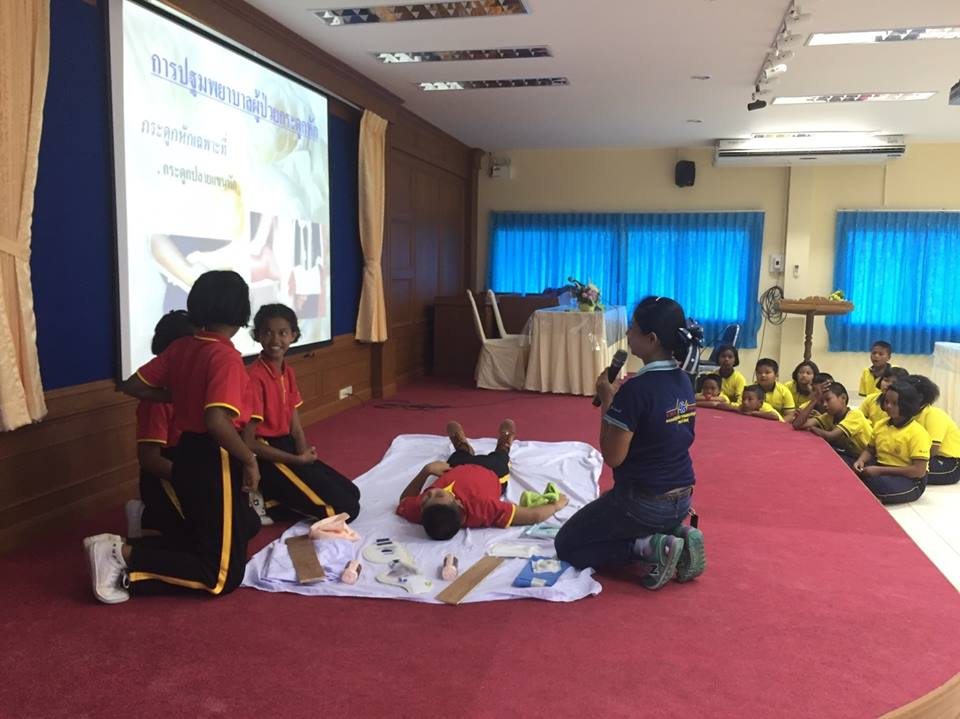 การปฐมพยาบาลผู้ป่วยกระดูกหัก
กระดูกหักเฉพาะที่
. กระดูกปลายแขนหัก